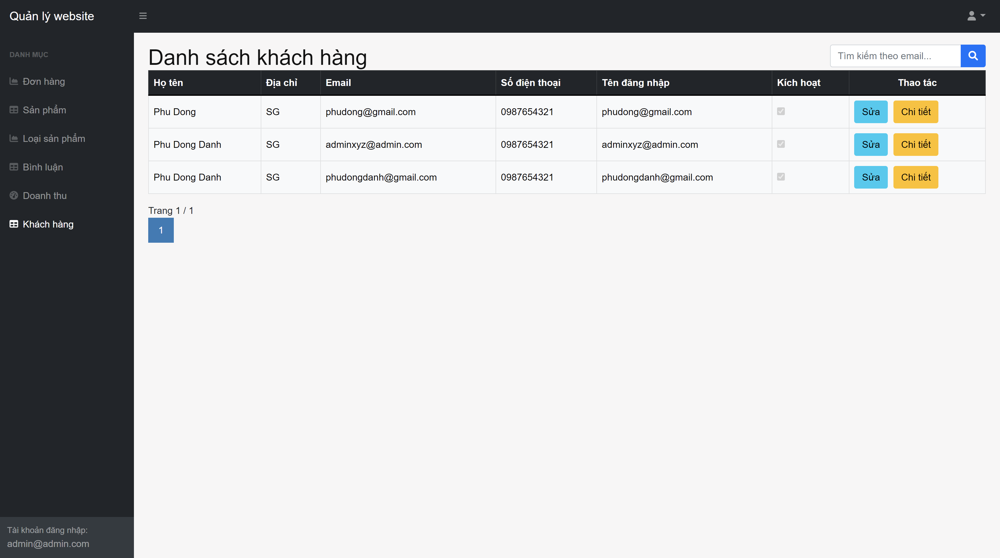 Quản lý website
DANH MỤC
Đơn hàng
Sản phẩm
Loại sản phẩm
Bình luận
Doanh thu
Khách hàng
Tài khoản đăng nhập:
admin@admin.com
Danh sách khách hàng
Tìm kiếm theo email...
Họ tên Địa chỉ Email Số điện thoại Tên đăng nhập Kích hoạt Thao tác
Phu Dong SG phudong@gmail.com 0987654321 phudong@gmail.com Sửa Chi tiết
Phu Dong Danh SG adminxyz@admin.com 0987654321 adminxyz@admin.com Sửa Chi tiết
Phu Dong Danh SG phudongdanh@gmail.com 0987654321 phudongdanh@gmail.com Sửa Chi tiết
Trang 1 / 1
1